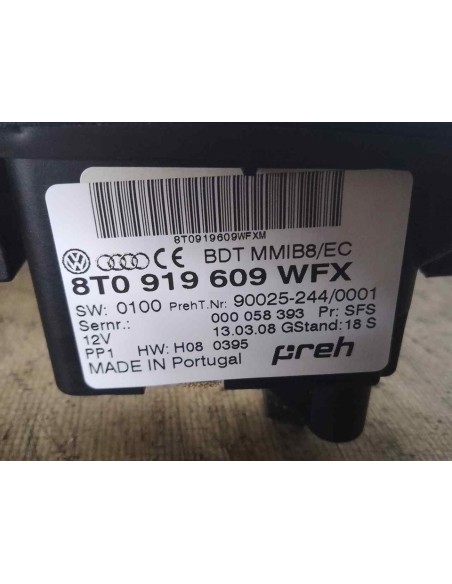 8T0919609WFXM
BDT MMIB8/EC
8T0 919 609 WFX
SW: 0100 PrehT.Nr: 90025-244/0001
Sernr.: 000 058 393 Pr: SFS
12V 13.03.08 GStand: 18 S
PP1 HW: H08 0395
MADE IN Portugal preh